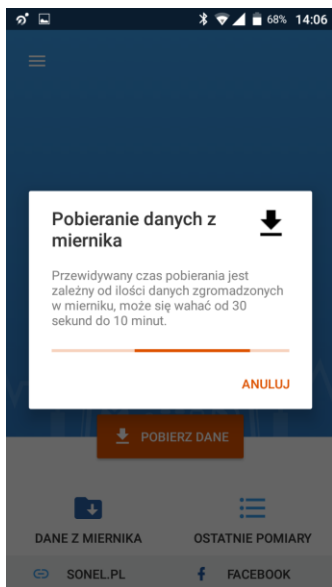 68% 14:06
Pobieranie danych z
miernika
Przewidywany czas pobierania jest
zależny od ilości danych zgromadzonych
w mierniku, może się wahać od 30
sekund do 10 minut.
ANULUJ
POBIERZ DANE
DANE Z MIERNIKA OSTATNIE POMIARY
SONEL.PL FACEBOOK